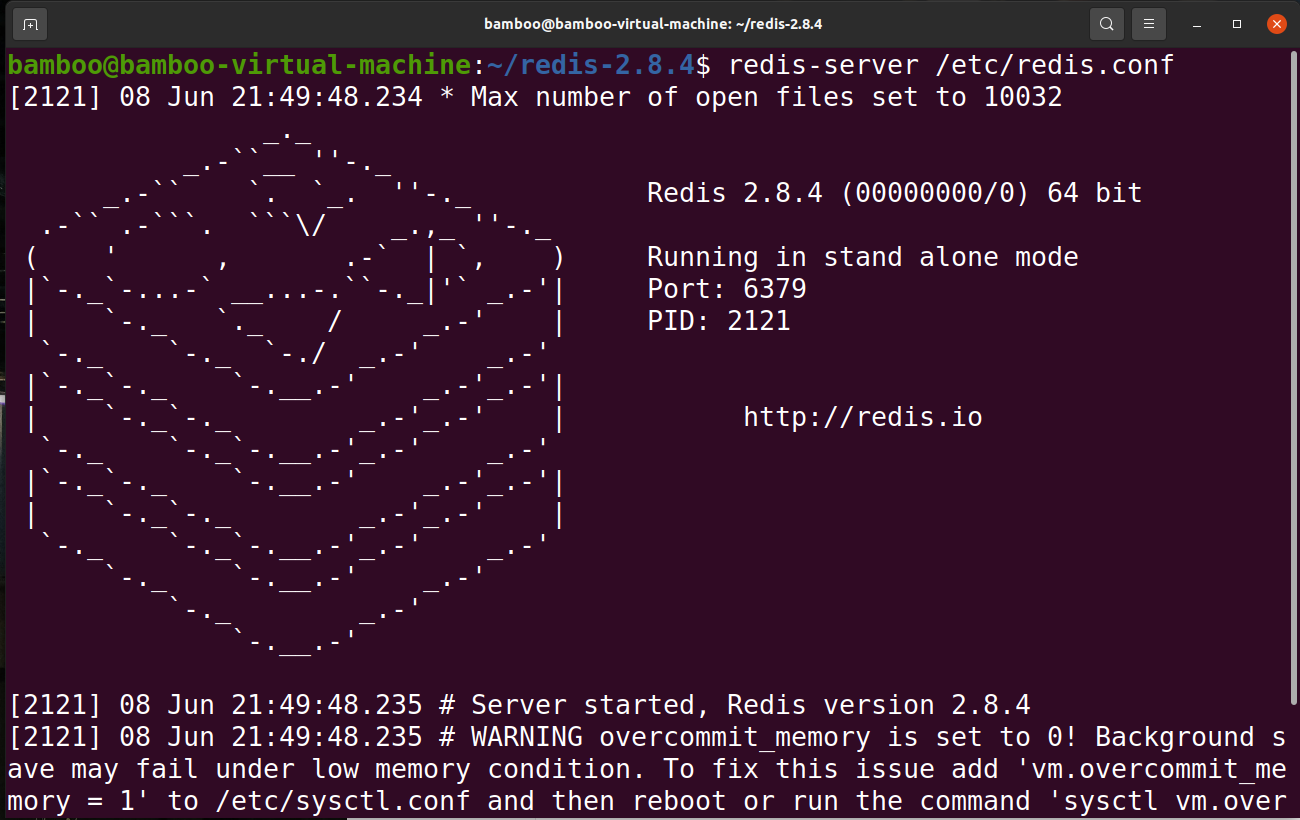 bamboo@bamboo-virtual-machine: ~/redis-2.8.4
bamboo@bamboo-virtual-machine:~/redis-2.8.4$ redis-server /etc/redis.conf
[2121] 08 Jun 21:49:48.234 * Max number of open files set to 10032
Redis 2.8.4 (00000000/0) 64 bit
Running in stand alone mode
Port: 6379
PID: 2121
http://redis.io
[2121] 08 Jun 21:49:48.235 # Server started, Redis version 2.8.4
[2121] 08 Jun 21:49:48.235 # WARNING overcommit_memory is set to 0! Background s
ave may fail under low memory condition. To fix this issue add 'vm.overcommit_me
mory = 1' to /etc/sysctl.conf and then reboot or run the command 'sysctl vm.over